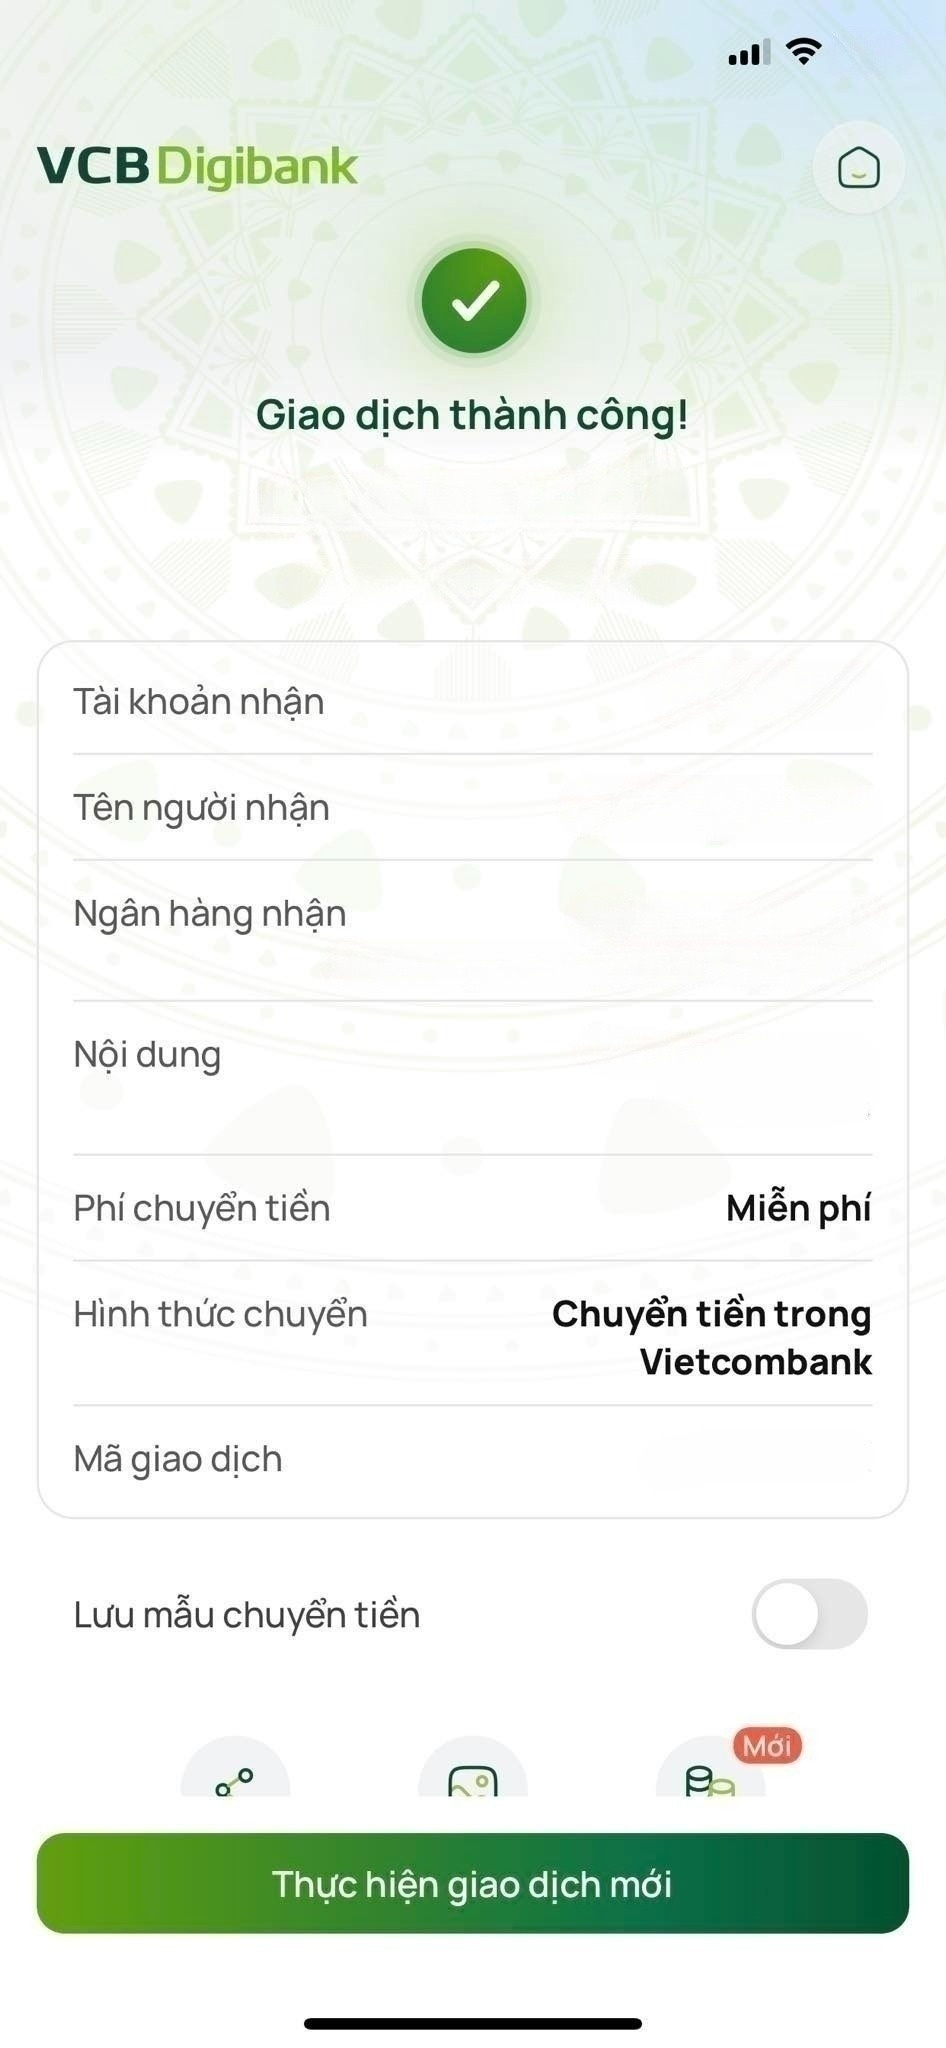 VCB Digibank
Giao dịch thành công!
Tài khoản nhận
Tên người nhận
Ngân hàng nhận
Nội dung
Phí chuyển tiền
Miễn phí
Hình thức chuyển
Chuyển tiền trong
Vietcombank
Mã giao dịch
Lưu mẫu chuyển tiền
Mới
Thực hiện giao dịch mới